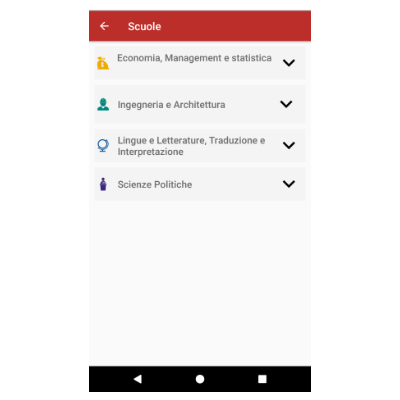 Scuole
Economia, Management e statistica
Ingegneria e Architettura
Lingue e Letterature, Traduzione e
Interpretazione
Scienze Politiche